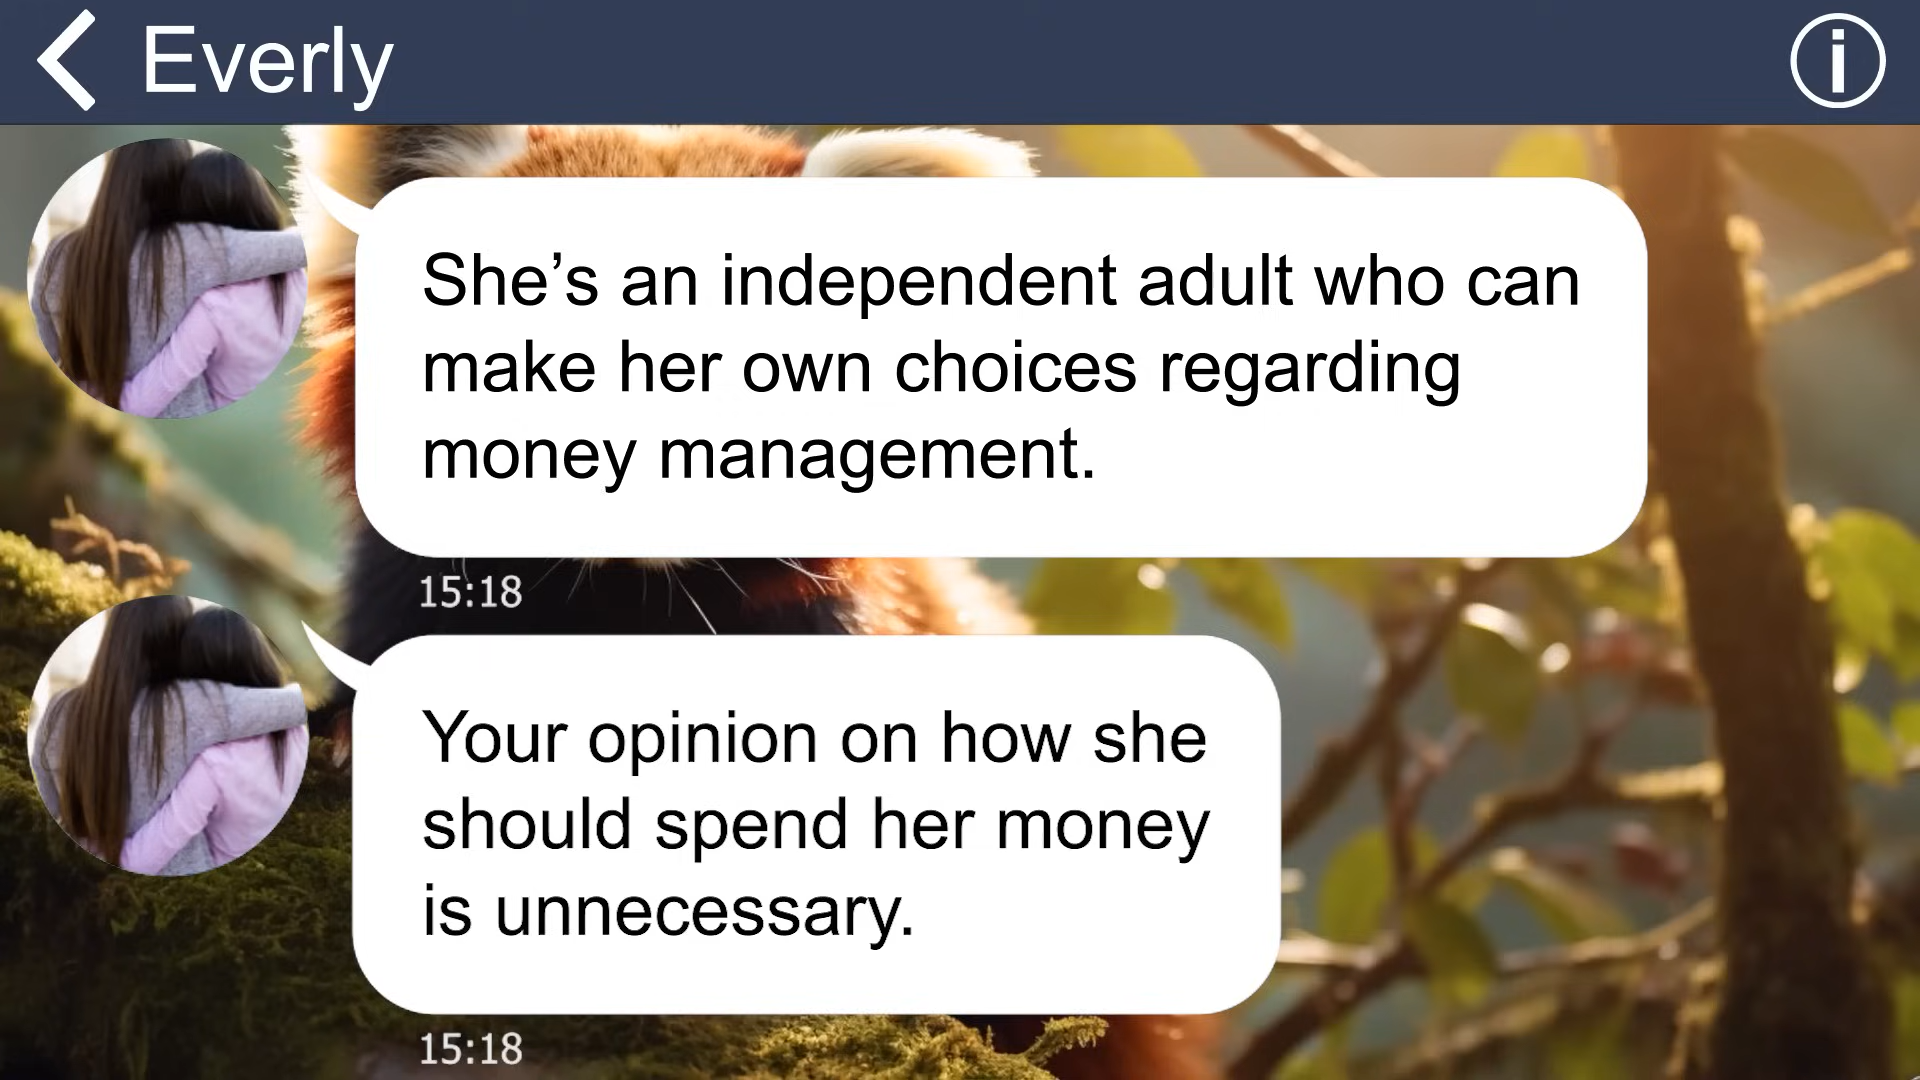 Everly
She’s an independent adult who can
make her own choices regarding
money management.
15:18
Your opinion on how she
should spend her money
is unnecessary.
15:18